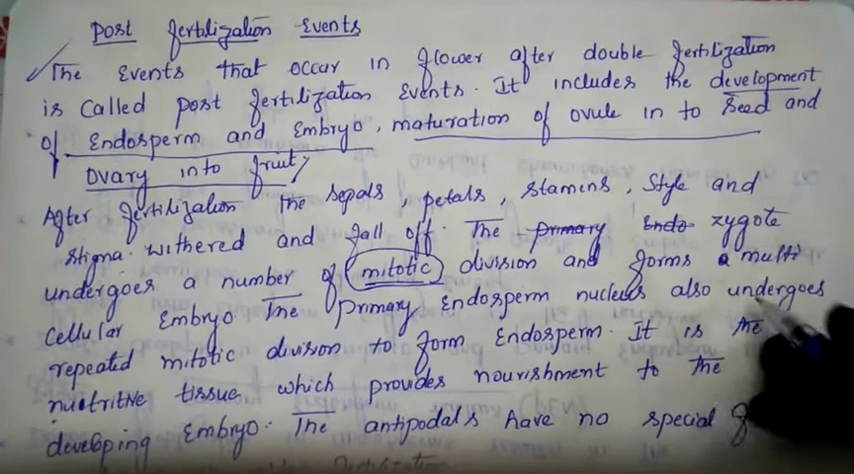 Post Fertilization Events
The Events that occur in flower after double fertilization
is called post fertilization Events. It includes the development
of Endosperm and Embryo, maturation of ovule in to seed and
ovary into fruit,
After fertilization the sepals, petals, stamens, style and
stigma withered and fall off. The Primary Endo zygote
undergoes a number of mitotic division and forms a multi
cellular Embryo. The Primary Endosperm nucleus also undergoes
repeated mitotic division to form Endosperm. It is the
nutritive tissue which provides nourishment to the
developing Embryo. The antipodals have no special